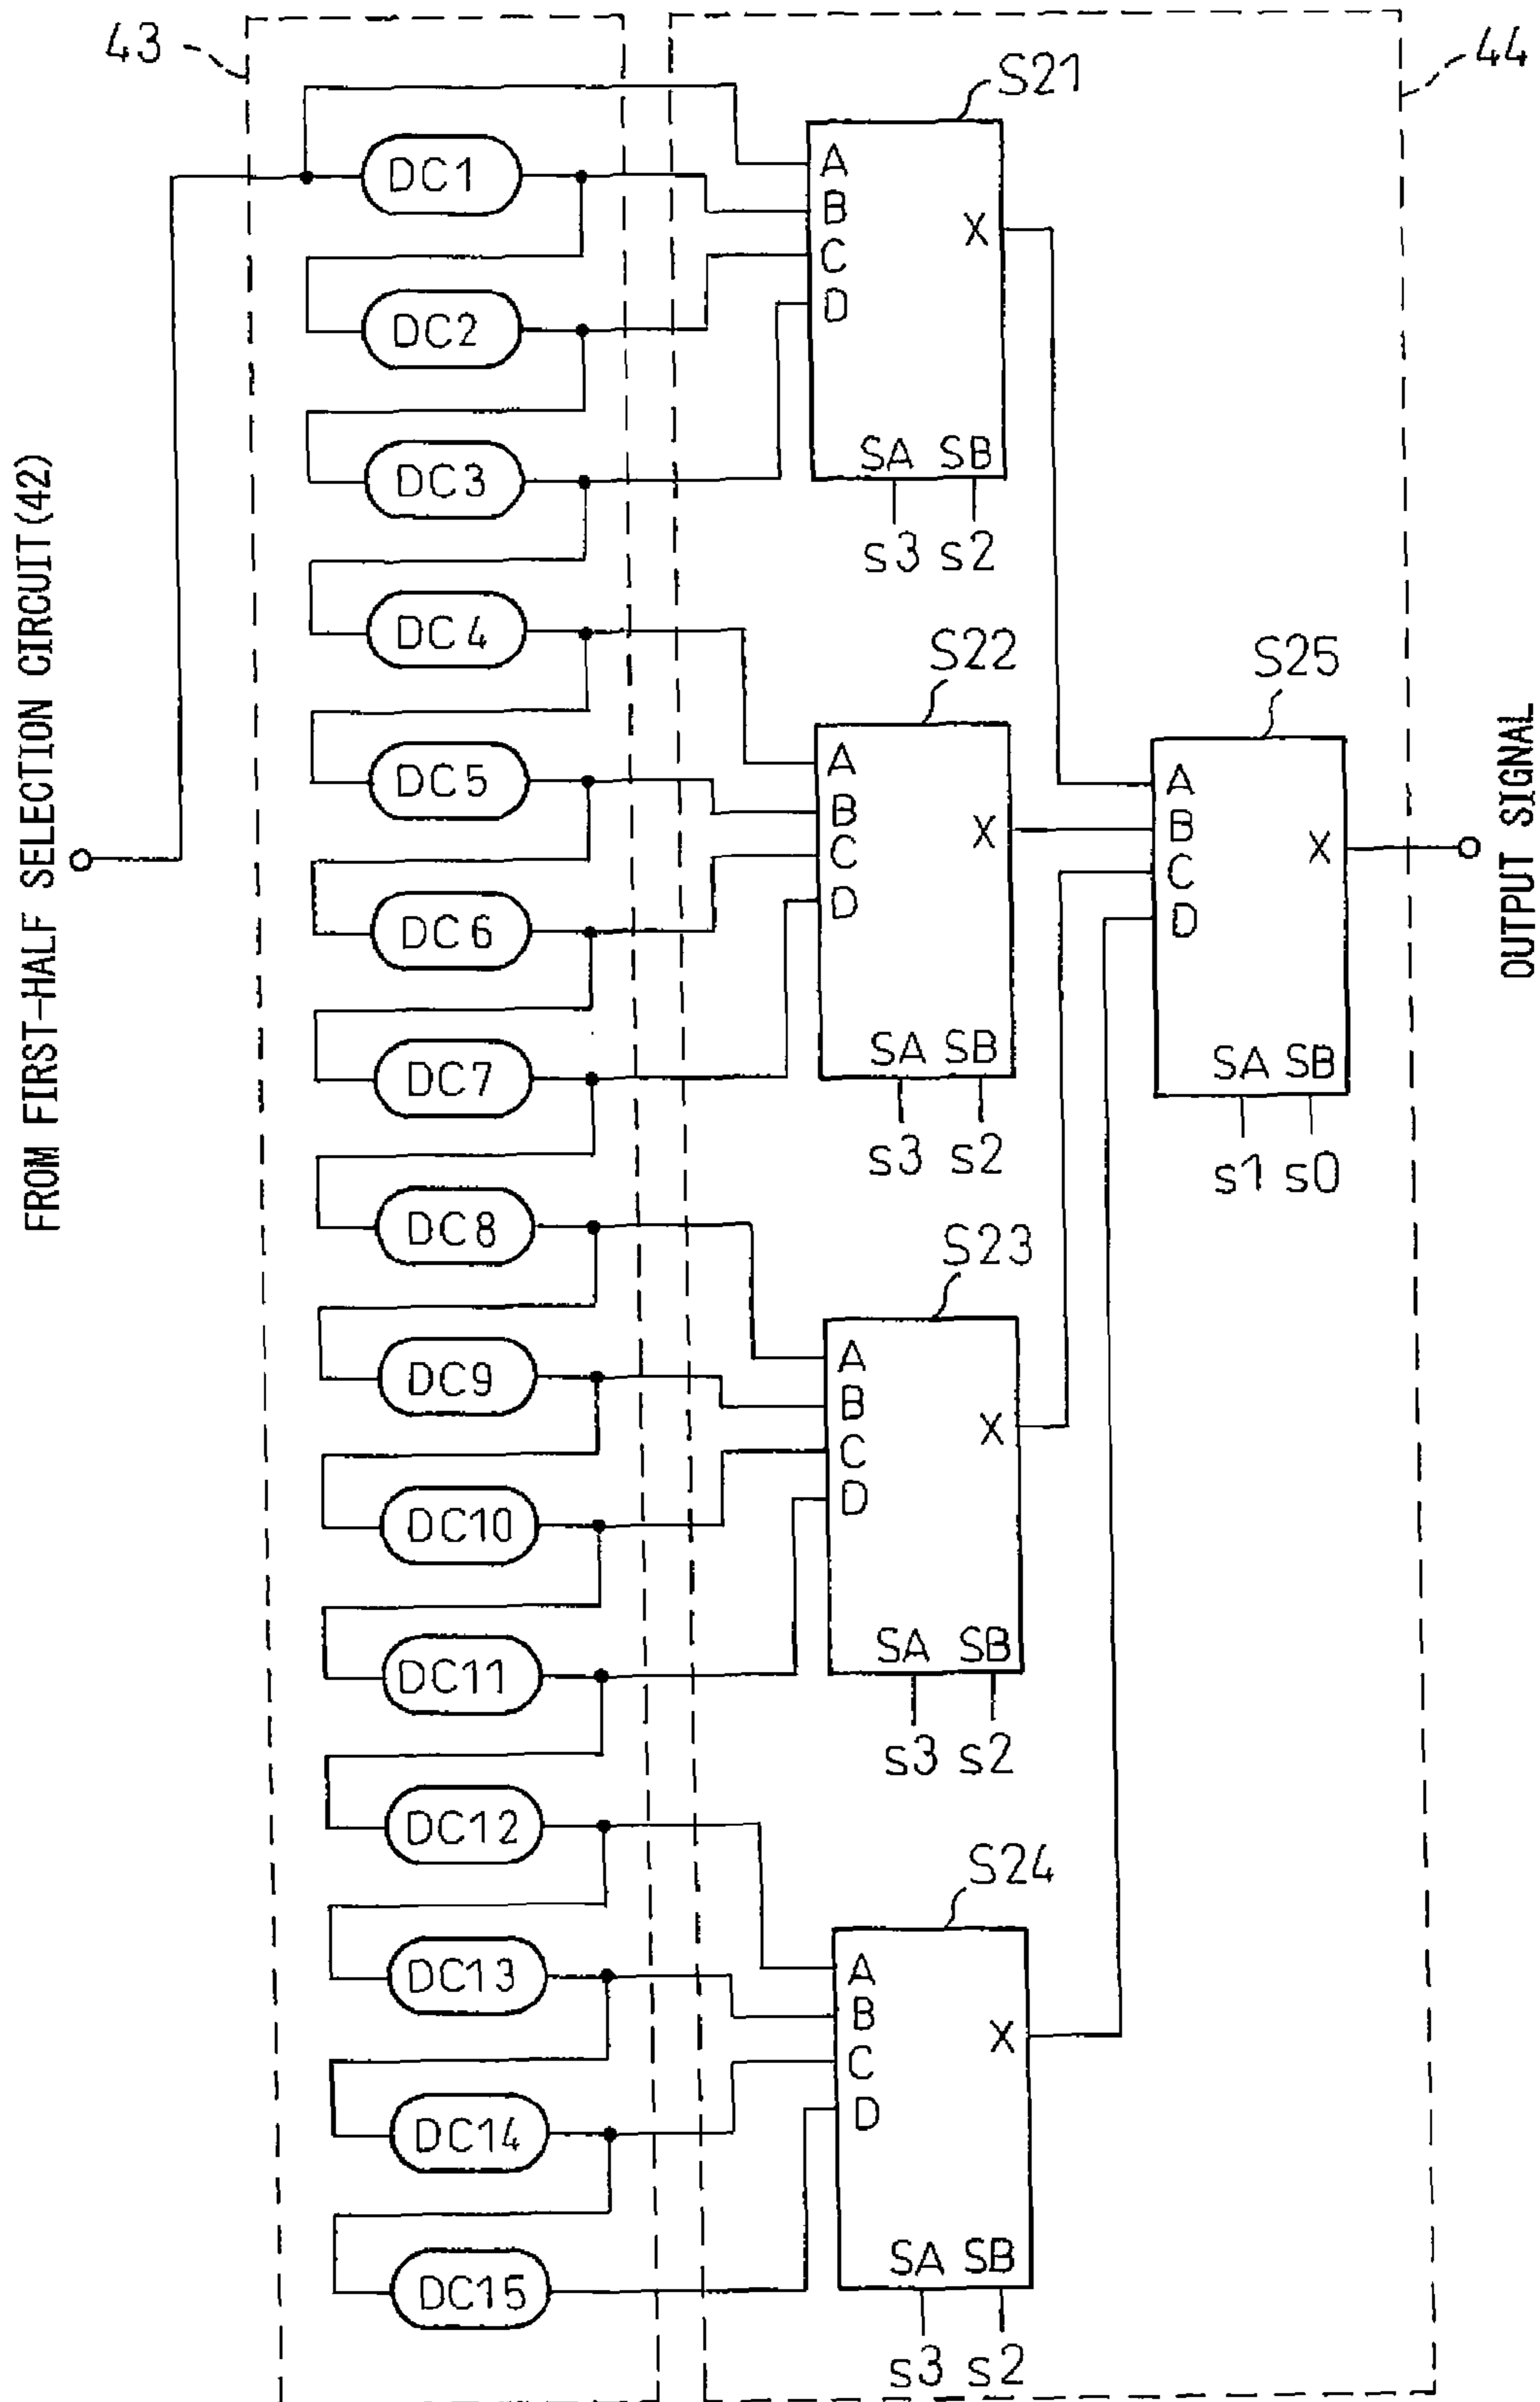 43
44
FROM FIRST-HALF SELECTION CIRCUIT(42)
DC1
DC2
DC3
DC4
DC5
DC6
DC7
DC8
DC9
DC10
DC11
DC12
DC13
DC14
DC15
S21
A
B
C
D
X
SA SB
s3 s2
S22
A
B
C
D
X
SA SB
s3 s2
S23
A
B
C
D
X
SA SB
s3 s2
S24
A
B
C
D
X
SA SB
s3 s2
S25
A
B
C
D
X
SA SB
s1 s0
OUTPUT SIGNAL